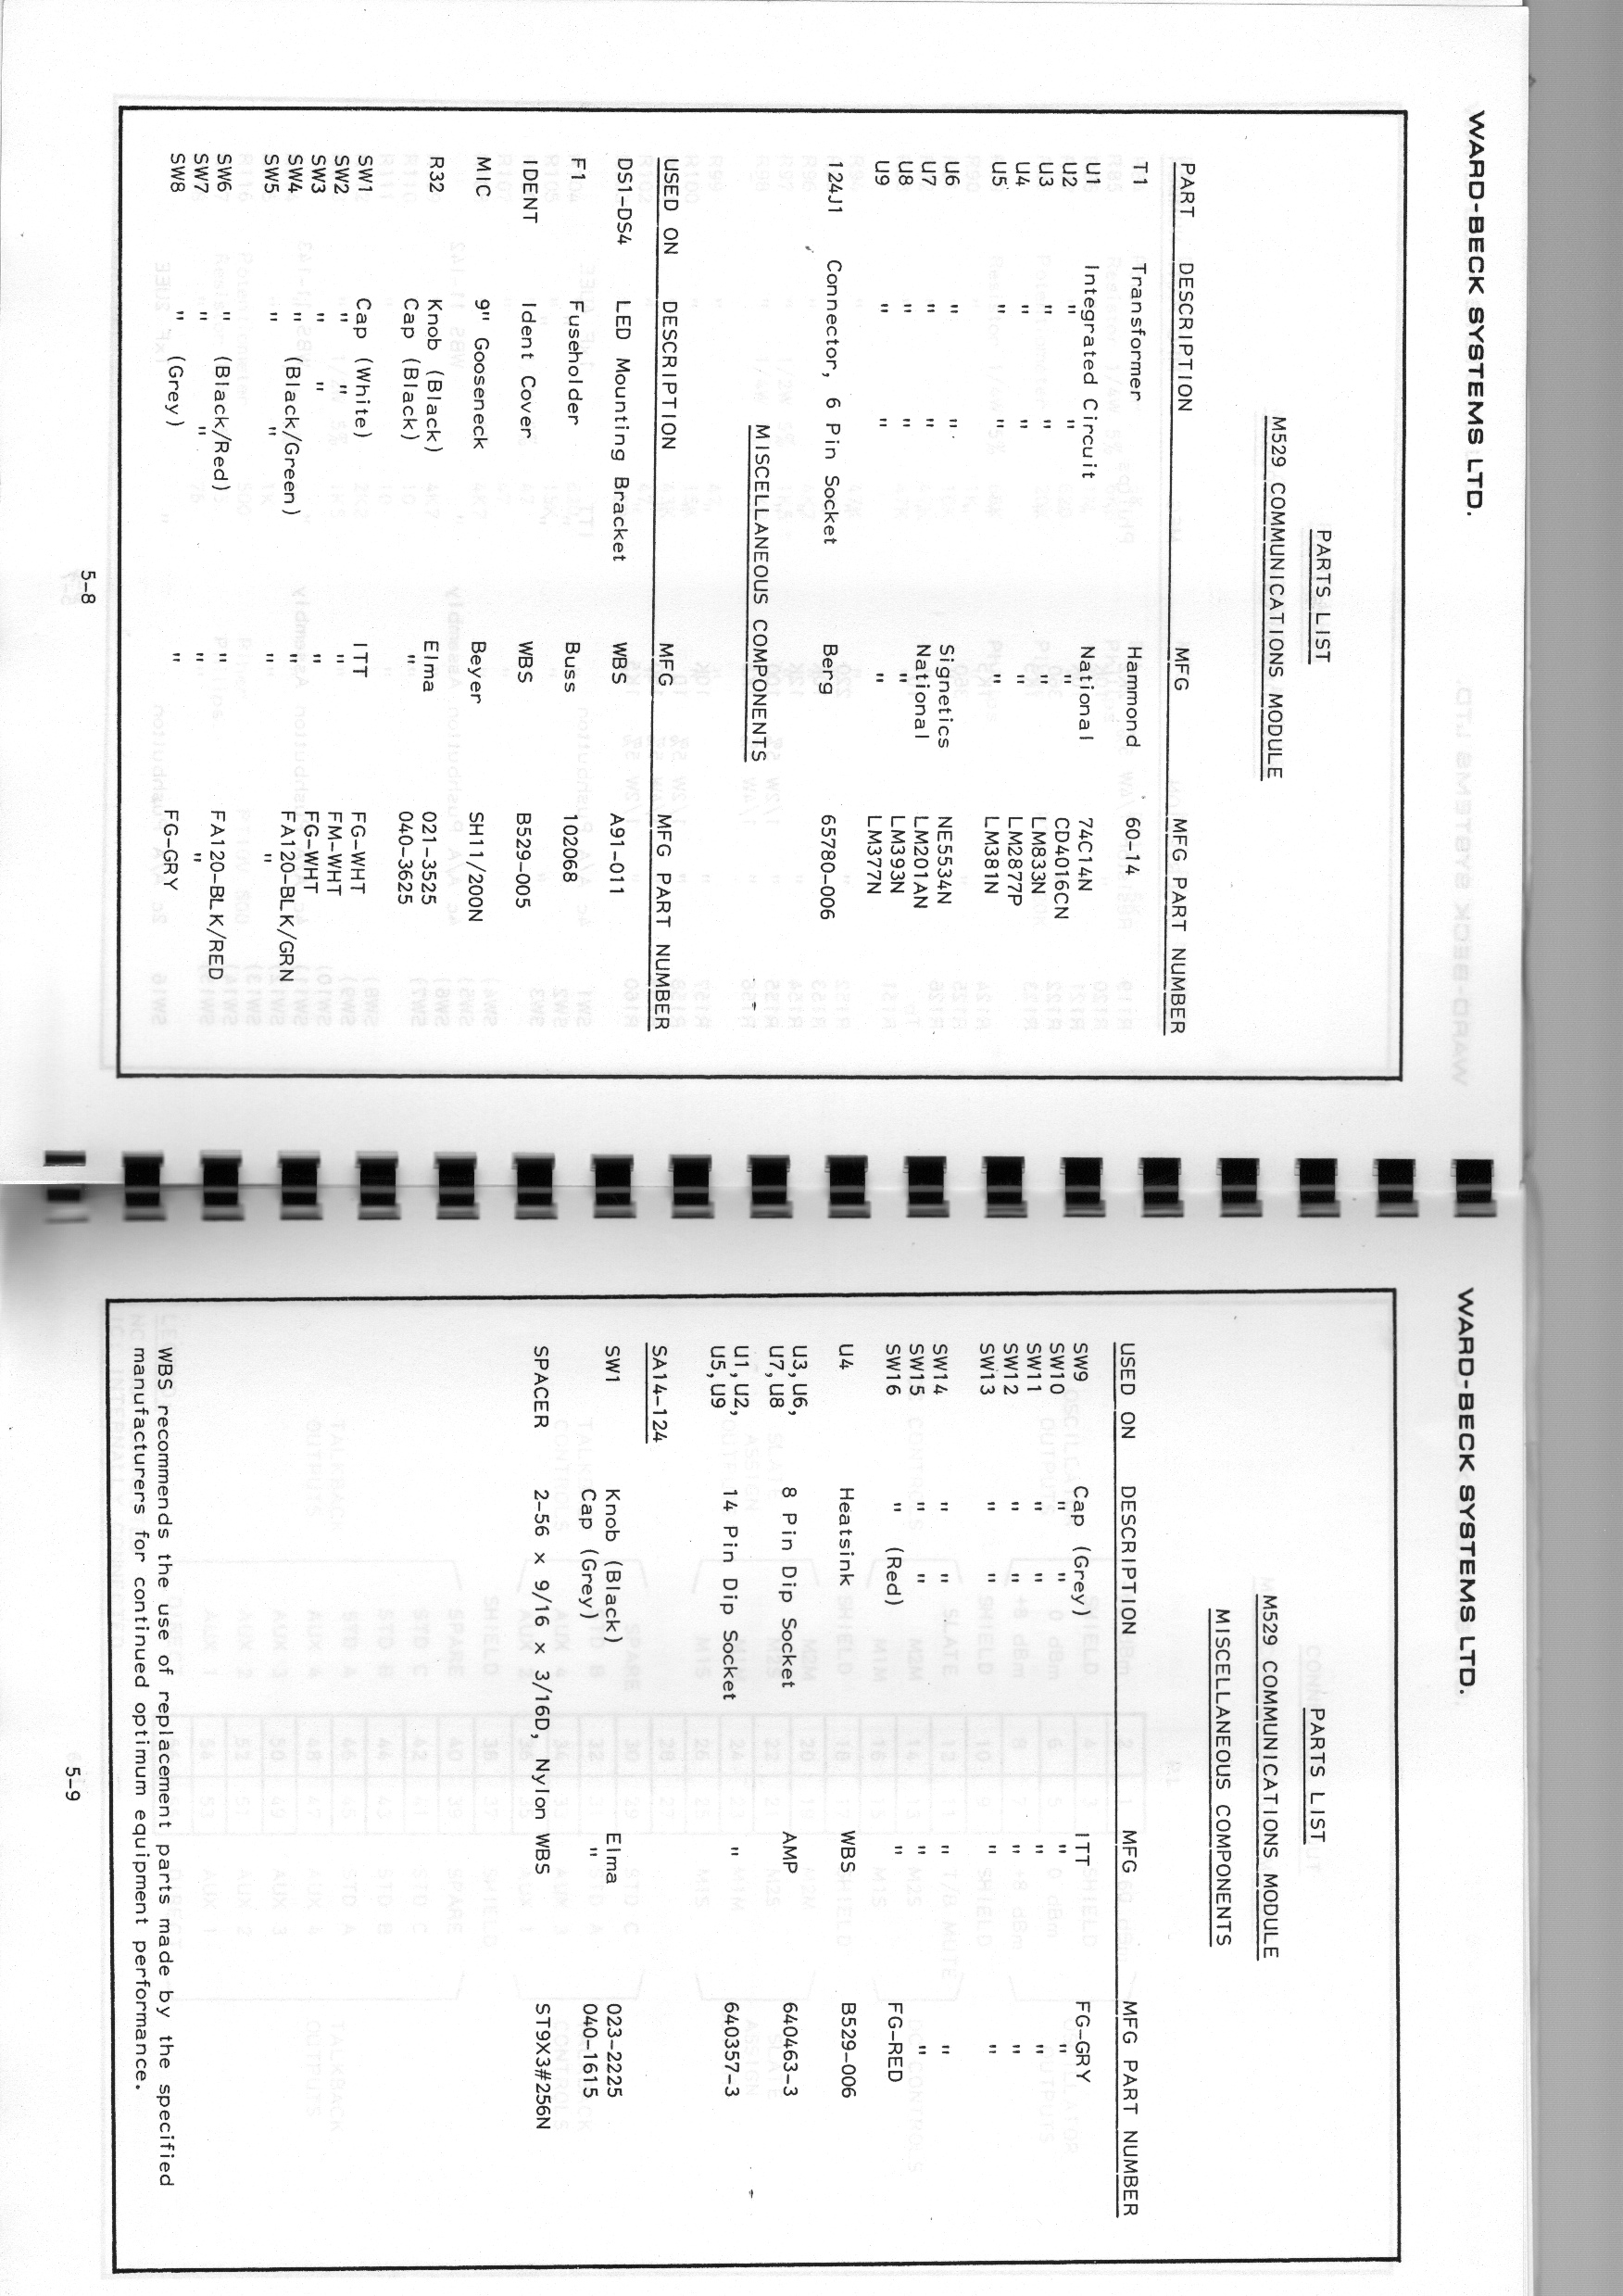 WARD-BECK SYSTEMS LTD.
PARTS LIST
M529 COMMUNICATIONS MODULE
PART DESCRIPTION MFG MFG PART NUMBER
T1 Transformer Hammond 60-14
U1 Integrated Circuit National 74C14N
U2 " " " CD4016CN
U3 " " " LM833N
U4 " " " LM2877P
U5 " " " LM381N
U6 " " Signetics NE5534N
U7 " " National LM201AN
U8 " " " LM393N
U9 " " " LM377N
124J1 Connector, 6 Pin Socket Berg 65780-006
MISCELLANEOUS COMPONENTS
USED ON DESCRIPTION MFG MFG PART NUMBER
DS1-DS4 LED Mounting Bracket WBS A91-011
F1 Fuseholder Buss 102068
IDENT Ident Cover WBS B529-005
MIC 9" Gooseneck Beyer SH11/200N
R32 Knob (Black) Elma 021-3525
Cap (Black) " 040-3625
SW1 Cap (White) ITT FG-WHT
SW2 " " " FM-WHT
SW3 " " " FG-WHT
SW4 " (Black/Green) " FA120-BLK/GRN
SW5 " " " "
SW6 " (Black/Red) " FA120-BLK/RED
SW7 " " " "
SW8 " (Grey) " FG-GRY
5-8
WARD-BECK SYSTEMS LTD.
PARTS LIST
M529 COMMUNICATIONS MODULE
MISCELLANEOUS COMPONENTS
USED ON DESCRIPTION MFG MFG PART NUMBER
SW9 Cap (Grey) ITT FG-GRY
SW10 " " " "
SW11 " " " "
SW12 " " " "
SW13 " " " "
SW14 " " " "
SW15 " " " "
SW16 " (Red) " FG-RED
U4 Heatsink WBS B529-006
U3,U6, 8 Pin Dip Socket AMP 640463-3
U7,U8
U1,U2, 14 Pin Dip Socket " 640357-3
U5,U9
SA14-124
SW1 Knob (Black) Elma 023-2225
Cap (Grey) " 040-1615
SPACER 2-56 x 9/16 x 3/16D, Nylon WBS ST9X3#256N
WBS recommends the use of replacement parts made by the specified
manufacturers for continued optimum equipment performance.
5-9